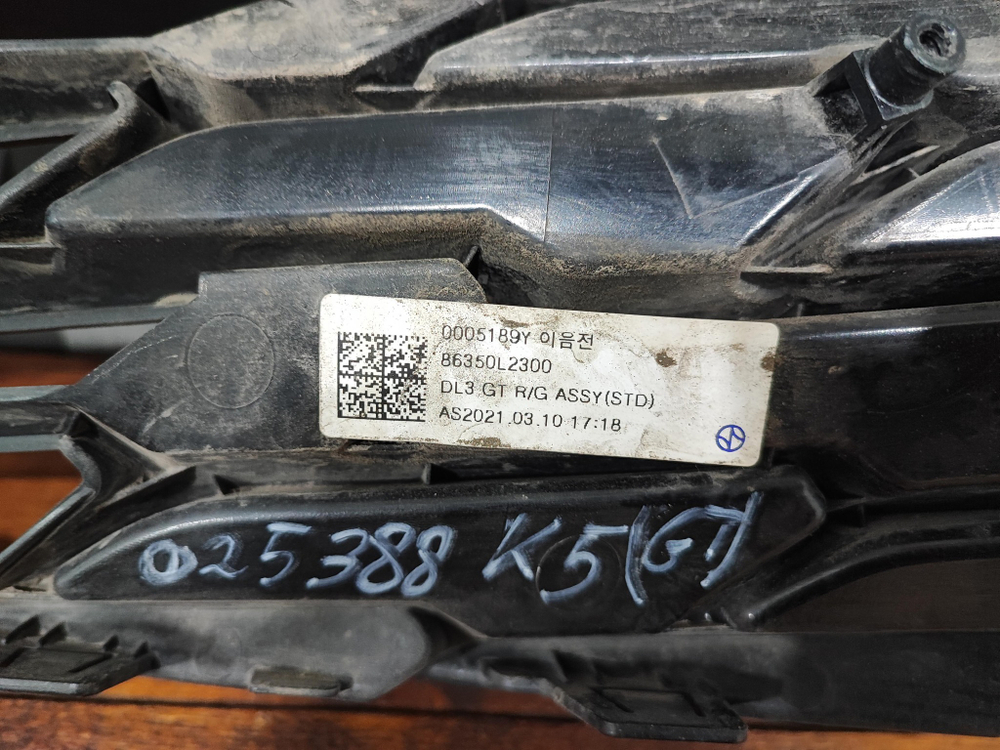 0005189Y 이음전
86350L2300
DL3 GT R/G ASSY(STD)
AS2021.03.10 17:18
025388 K5(GT)